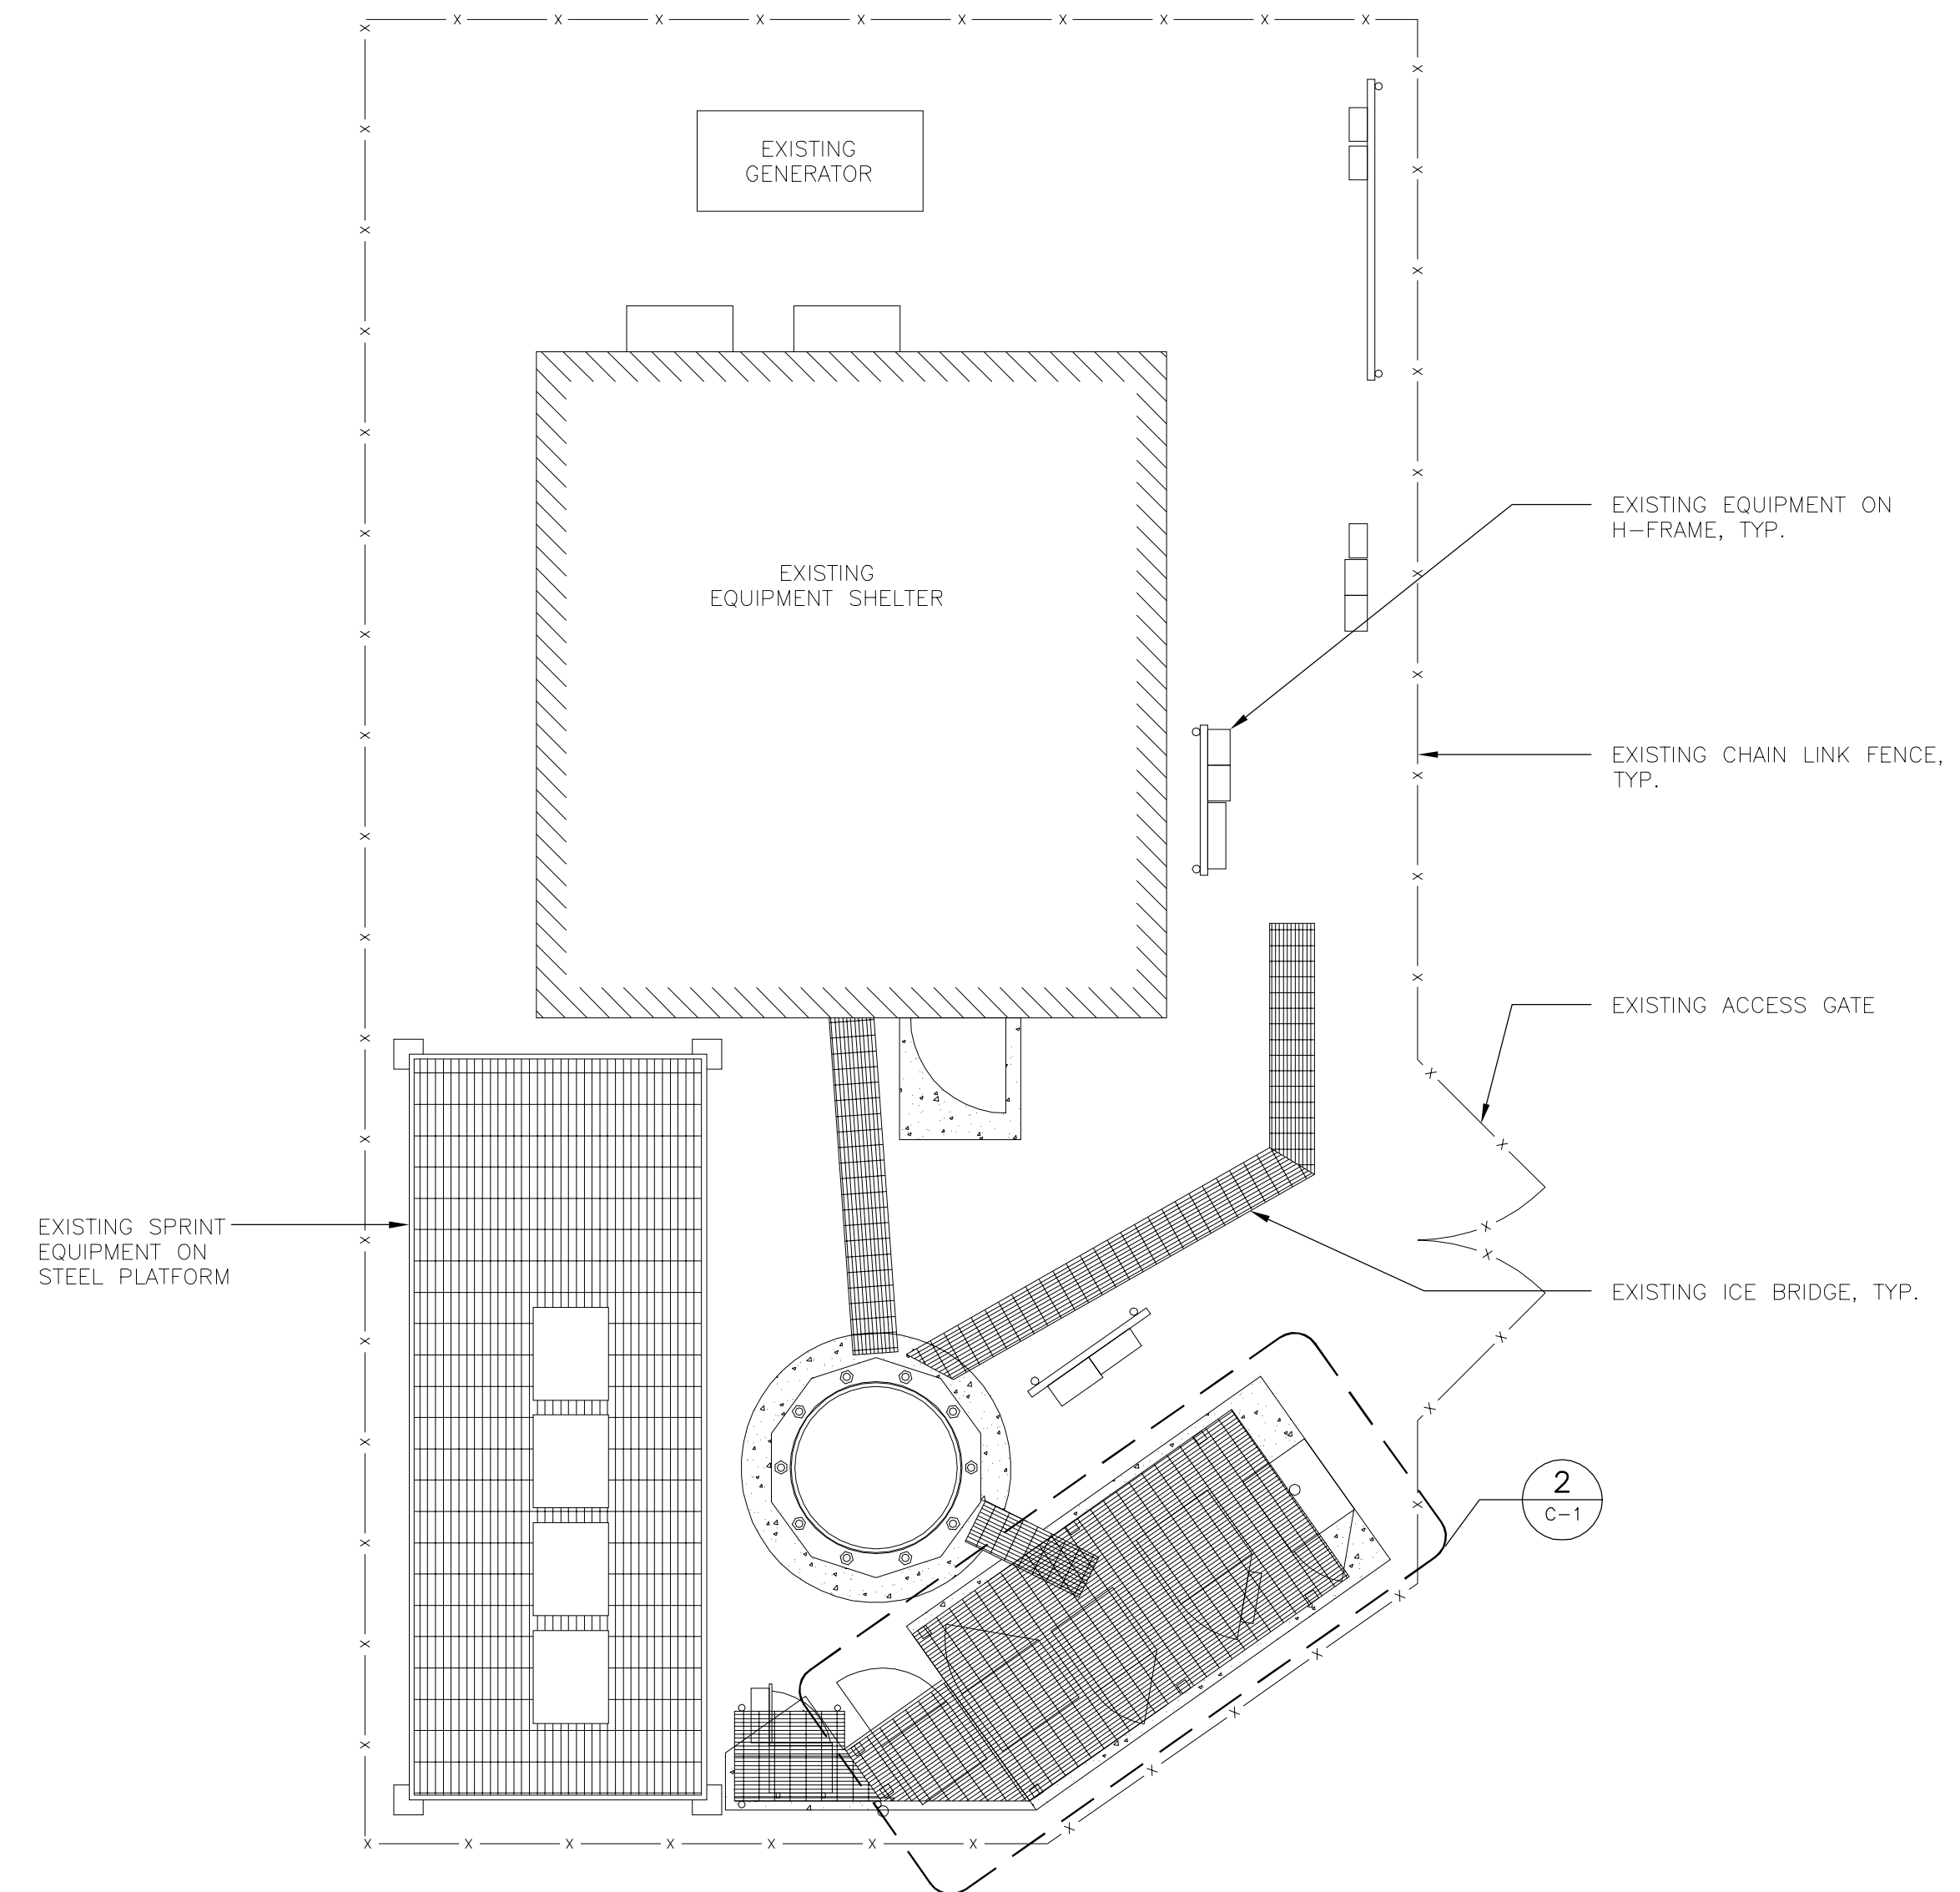 EXISTING
GENERATOR
EXISTING EQUIPMENT ON
H-FRAME, TYP.
EXISTING
EQUIPMENT SHELTER
EXISTING CHAIN LINK FENCE,
TYP.
EXISTING ACCESS GATE
EXISTING SPRINT
EQUIPMENT ON
STEEL PLATFORM
EXISTING ICE BRIDGE, TYP.
2
C-1